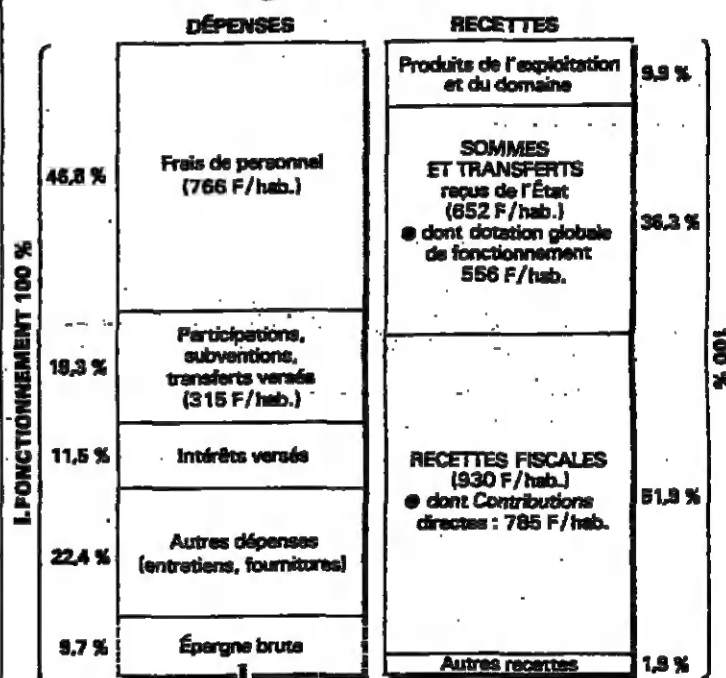 DÉPENSES
RECETTES
I. FONCTIONNEMENT 100 %
46,8 %
Frais de personnel
(766 F/hab.)
19,3 %
Participations,
subventions,
transferts versés
(315 F/hab.)
11,5 %
Intérêts versés
22,4 %
Autres dépenses
(entretiens, fournitures)
9,7 %
Épargne brute
Produits de l'exploitation
et du domaine
9,9 %
SOMMES
ET TRANSFERTS
reçus de l'État
(652 F/hab.)
● dont dotation globale
de fonctionnement
556 F/hab.
36,3 %
RECETTES FISCALES
(930 F/hab.)
● dont Contributions
directes : 785 F/hab.
51,9 %
Autres recettes
1,9 %
100 %